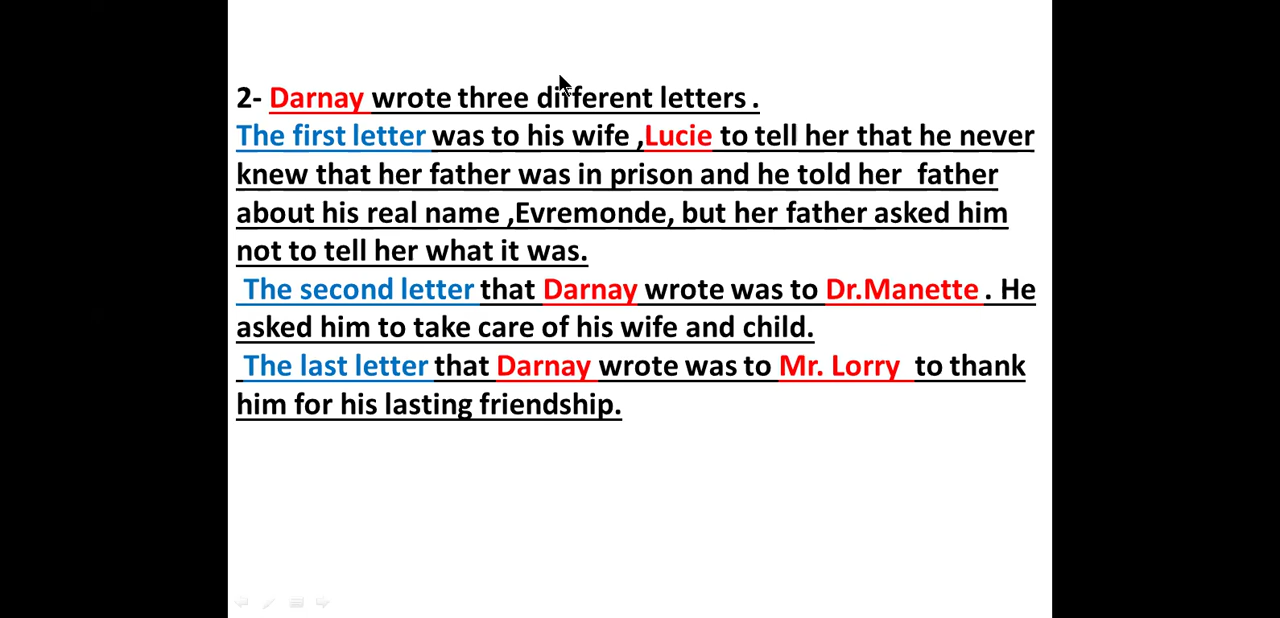 2- Darnay wrote three different letters .
The first letter was to his wife ,Lucie to tell her that he never
knew that her father was in prison and he told her  father
about his real name ,Evremonde, but her father asked him
not to tell her what it was.
The second letter that Darnay wrote was to Dr.Manette . He
asked him to take care of his wife and child.
The last letter that Darnay wrote was to Mr. Lorry  to thank
him for his lasting friendship.